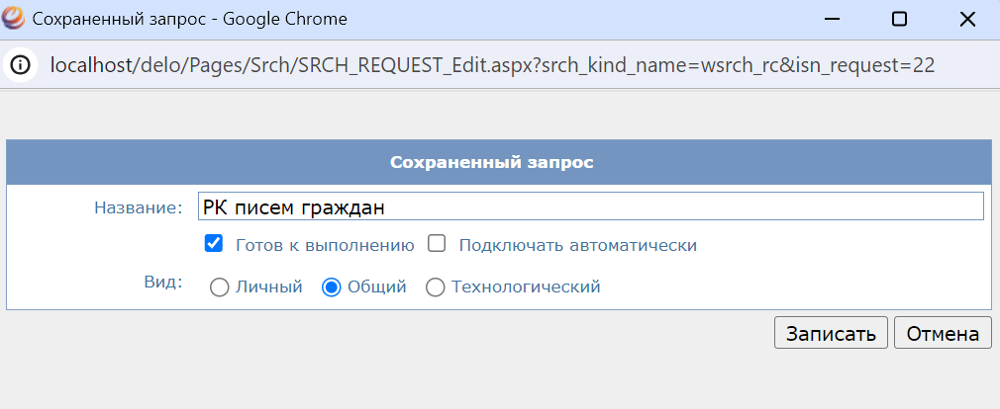 Сохраненный запрос - Google Chrome
localhost/delo/Pages/Srch/SRCH_REQUEST_Edit.aspx?srch_kind_name=wsrch_rc&isn_request=22
Сохраненный запрос
Название: РК писем граждан
Готов к выполнению Подключать автоматически
Вид: Личный Общий Технологический
Записать Отмена